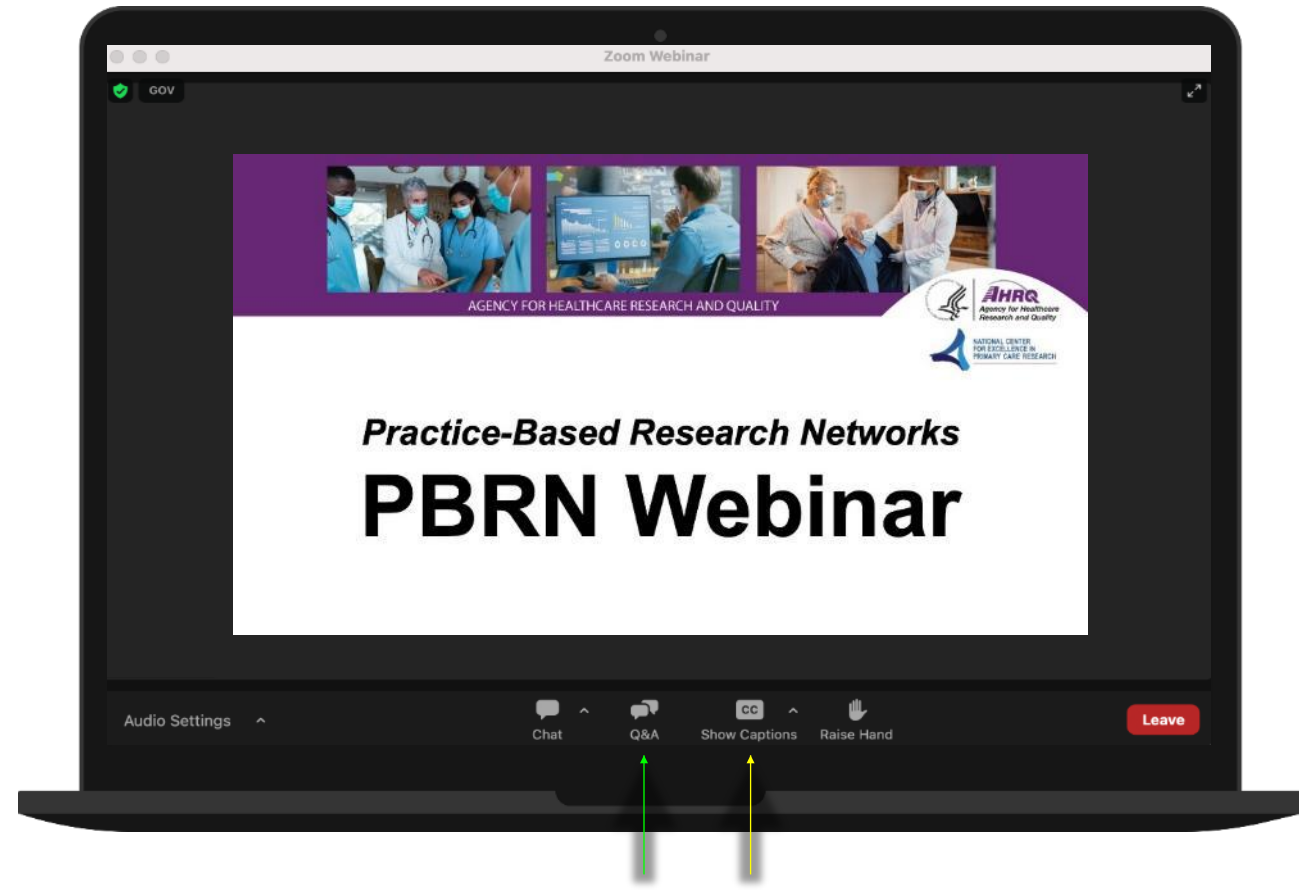 Zoom Webinar
GOV
AGENCY FOR HEALTHCARE RESEARCH AND QUALITY
AHRQ
Agency for Healthcare
Research and Quality
NATIONAL CENTER
FOR EXCELLENCE IN
PRIMARY CARE RESEARCH
Practice-Based Research Networks
PBRN Webinar
Audio Settings
Chat
Q&A
CC
Show Captions
Raise Hand
Leave